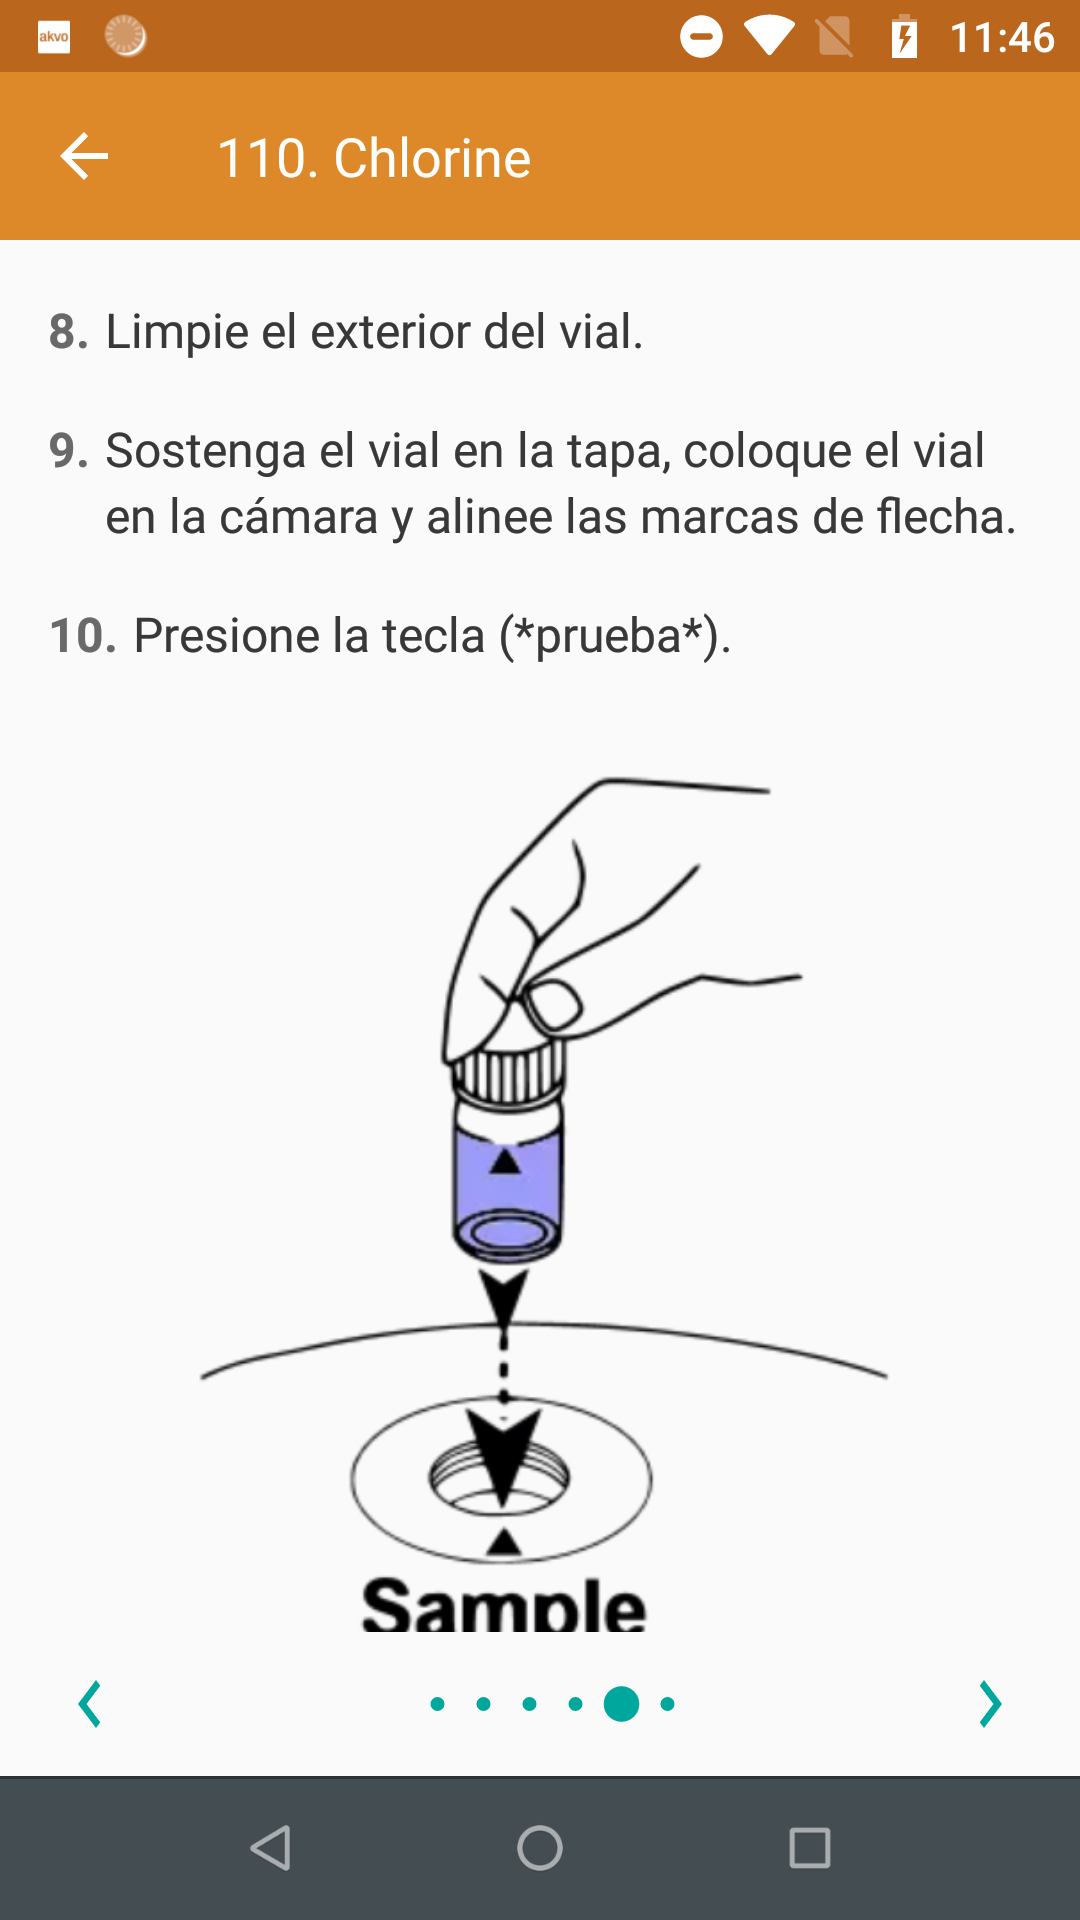 akvo
11:46
110. Chlorine
8. Limpie el exterior del vial.
9. Sostenga el vial en la tapa, coloque el vial
en la cámara y alinee las marcas de flecha.
10. Presione la tecla (*prueba*).
Sample